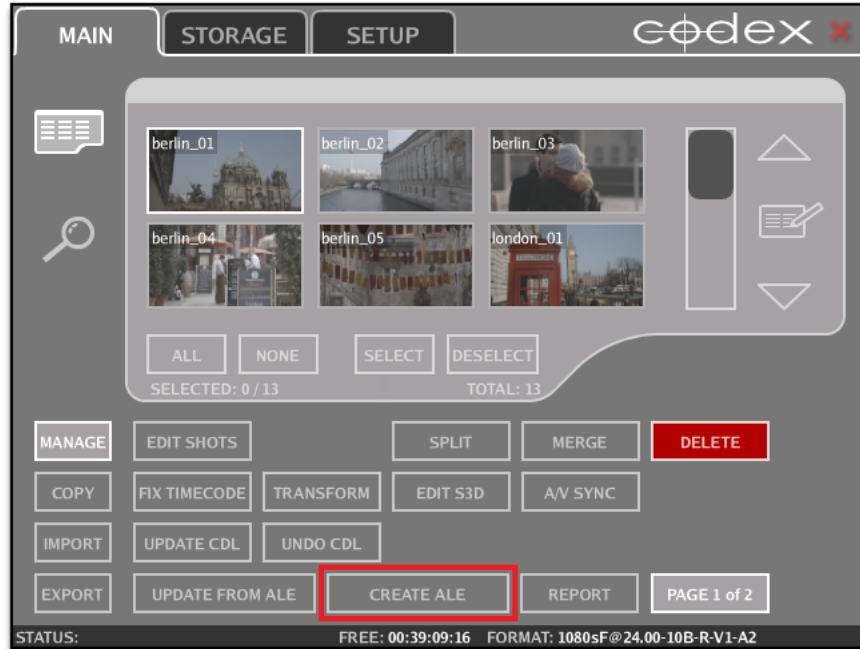 MAIN STORAGE SETUP codex
berlin_01 berlin_02 berlin_03
berlin_04 berlin_05 london_01
ALL NONE SELECT DESELECT
SELECTED: 0 / 13 TOTAL: 13
MANAGE EDIT SHOTS SPLIT MERGE DELETE
COPY FIX TIMECODE TRANSFORM EDIT S3D A/V SYNC
IMPORT UPDATE CDL UNDO CDL
EXPORT UPDATE FROM ALE CREATE ALE REPORT PAGE 1 of 2
STATUS: FREE: 00:39:09:16 FORMAT: 1080sF@24.00-10B-R-V1-A2